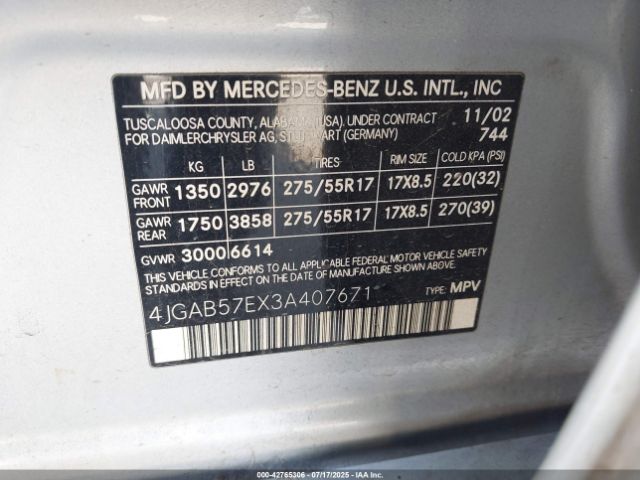 MFD BY MERCEDES-BENZ U.S. INTL., INC
TUSCALOOSA COUNTY, ALABAMA (USA). UNDER CONTRACT 11/02
FOR DAIMLERCHRYSLER AG, STUTTGART (GERMANY) 744
KG LB TIRES RIM SIZE COLD KPA (PSI)
GAWR FRONT 1350 2976 275/55R17 17X8.5 220(32)
GAWR REAR 1750 3858 275/55R17 17X8.5 270(39)
GVWR 3000 6614
THIS VEHICLE CONFORMS TO ALL APPLICABLE FEDERAL MOTOR VEHICLE SAFETY
STANDARDS IN EFFECT ON THE DATE OF MANUFACTURE SHOWN ABOVE.
4JGAB57EX3A407671 TYPE: MPV
000-42765306 - 07/17/2025 - IAAI.COM